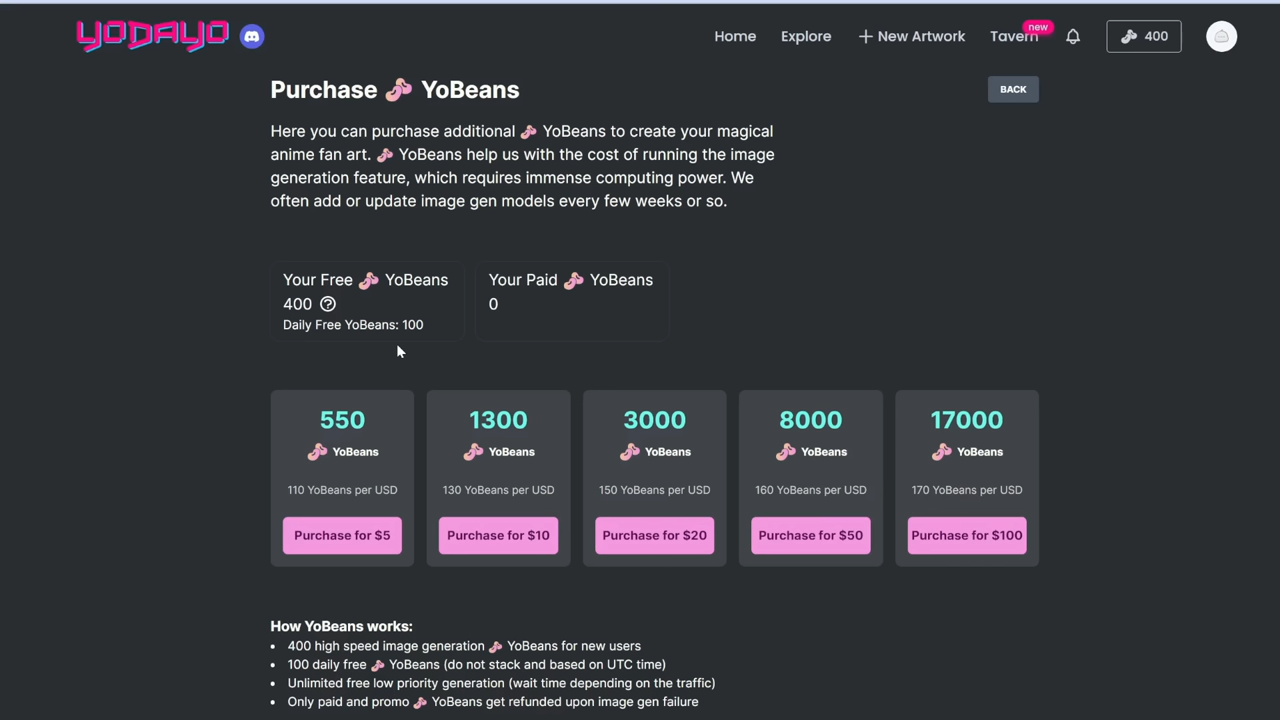 YODAYO
Home Explore New Artwork Tavern new 400
Purchase YoBeans
BACK
Here you can purchase additional YoBeans to create your magical
anime fan art. YoBeans help us with the cost of running the image
generation feature, which requires immense computing power. We
often add or update image gen models every few weeks or so.
Your Free YoBeans
400
Daily Free YoBeans: 100
Your Paid YoBeans
0
550
YoBeans
110 YoBeans per USD
Purchase for $5
1300
YoBeans
130 YoBeans per USD
Purchase for $10
3000
YoBeans
150 YoBeans per USD
Purchase for $20
8000
YoBeans
160 YoBeans per USD
Purchase for $50
17000
YoBeans
170 YoBeans per USD
Purchase for $100
How YoBeans works:
• 400 high speed image generation YoBeans for new users
• 100 daily free YoBeans (do not stack and based on UTC time)
• Unlimited free low priority generation (wait time depending on the traffic)
• Only paid and promo YoBeans get refunded upon image gen failure